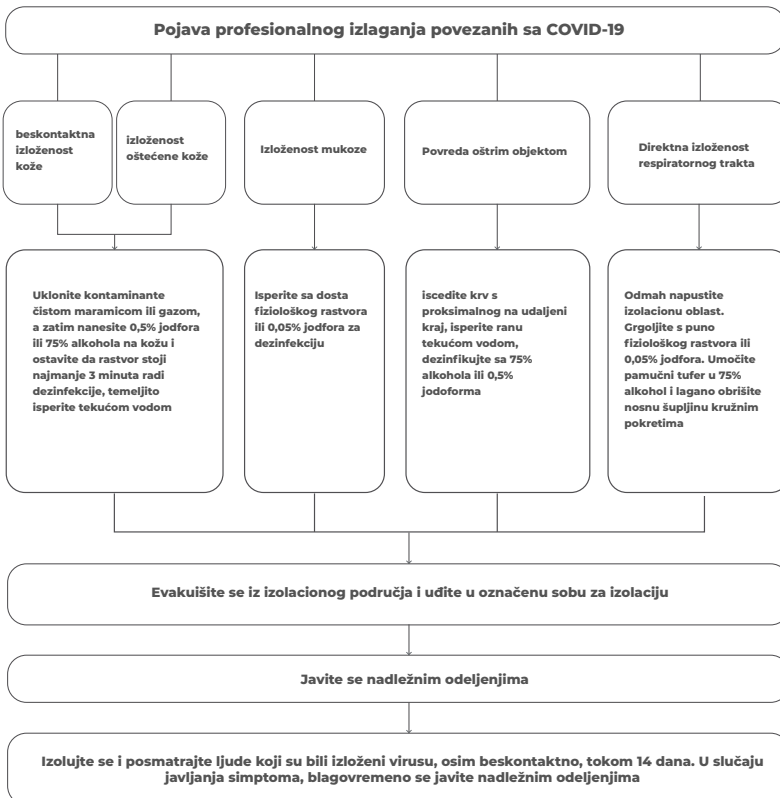 Pojava profesionalnog izlaganja povezanih sa COVID-19
beskontaktna
izloženost
kože
izloženost
oštećene kože
Izloženost mukoze
Povreda oštrim objektom
Direktna izloženost
respiratornog trakta
Uklonite kontaminante
čistom maramicom ili gazom,
a zatim nanesite 0,5% jodfora
ili 75% alkohola na kožu i
ostavite da rastvor stoji
najmanje 3 minuta radi
dezinfekcije, temeljito
isperite tekućom vodom
Isperite sa dosta
fiziološkog rastvora
ili 0,05% jodfora za
dezinfekciju
iscedite krv s
proksimalnog na udaljeni
kraj, isperite ranu
tekućom vodom,
dezinfikujte sa 75%
alkohola ili 0,5%
jodoforma
Odmah napustite
izolacionu oblast.
Grgoljite s puno
fiziološkog rastvora ili
0,05% jodfora. Umočite
pamučni tufer u 75%
alkohol i lagano obrišite
nosnu šupljinu kružnim
pokretima
Evakuišite se iz izolacionog područja i uđite u označenu sobu za izolaciju
Javite se nadležnim odeljenjima
Izolujte se i posmatrajte ljude koji su bili izloženi virusu, osim beskontaktno, tokom 14 dana. U slučaju
javljanja simptoma, blagovremeno se javite nadležnim odeljenjima